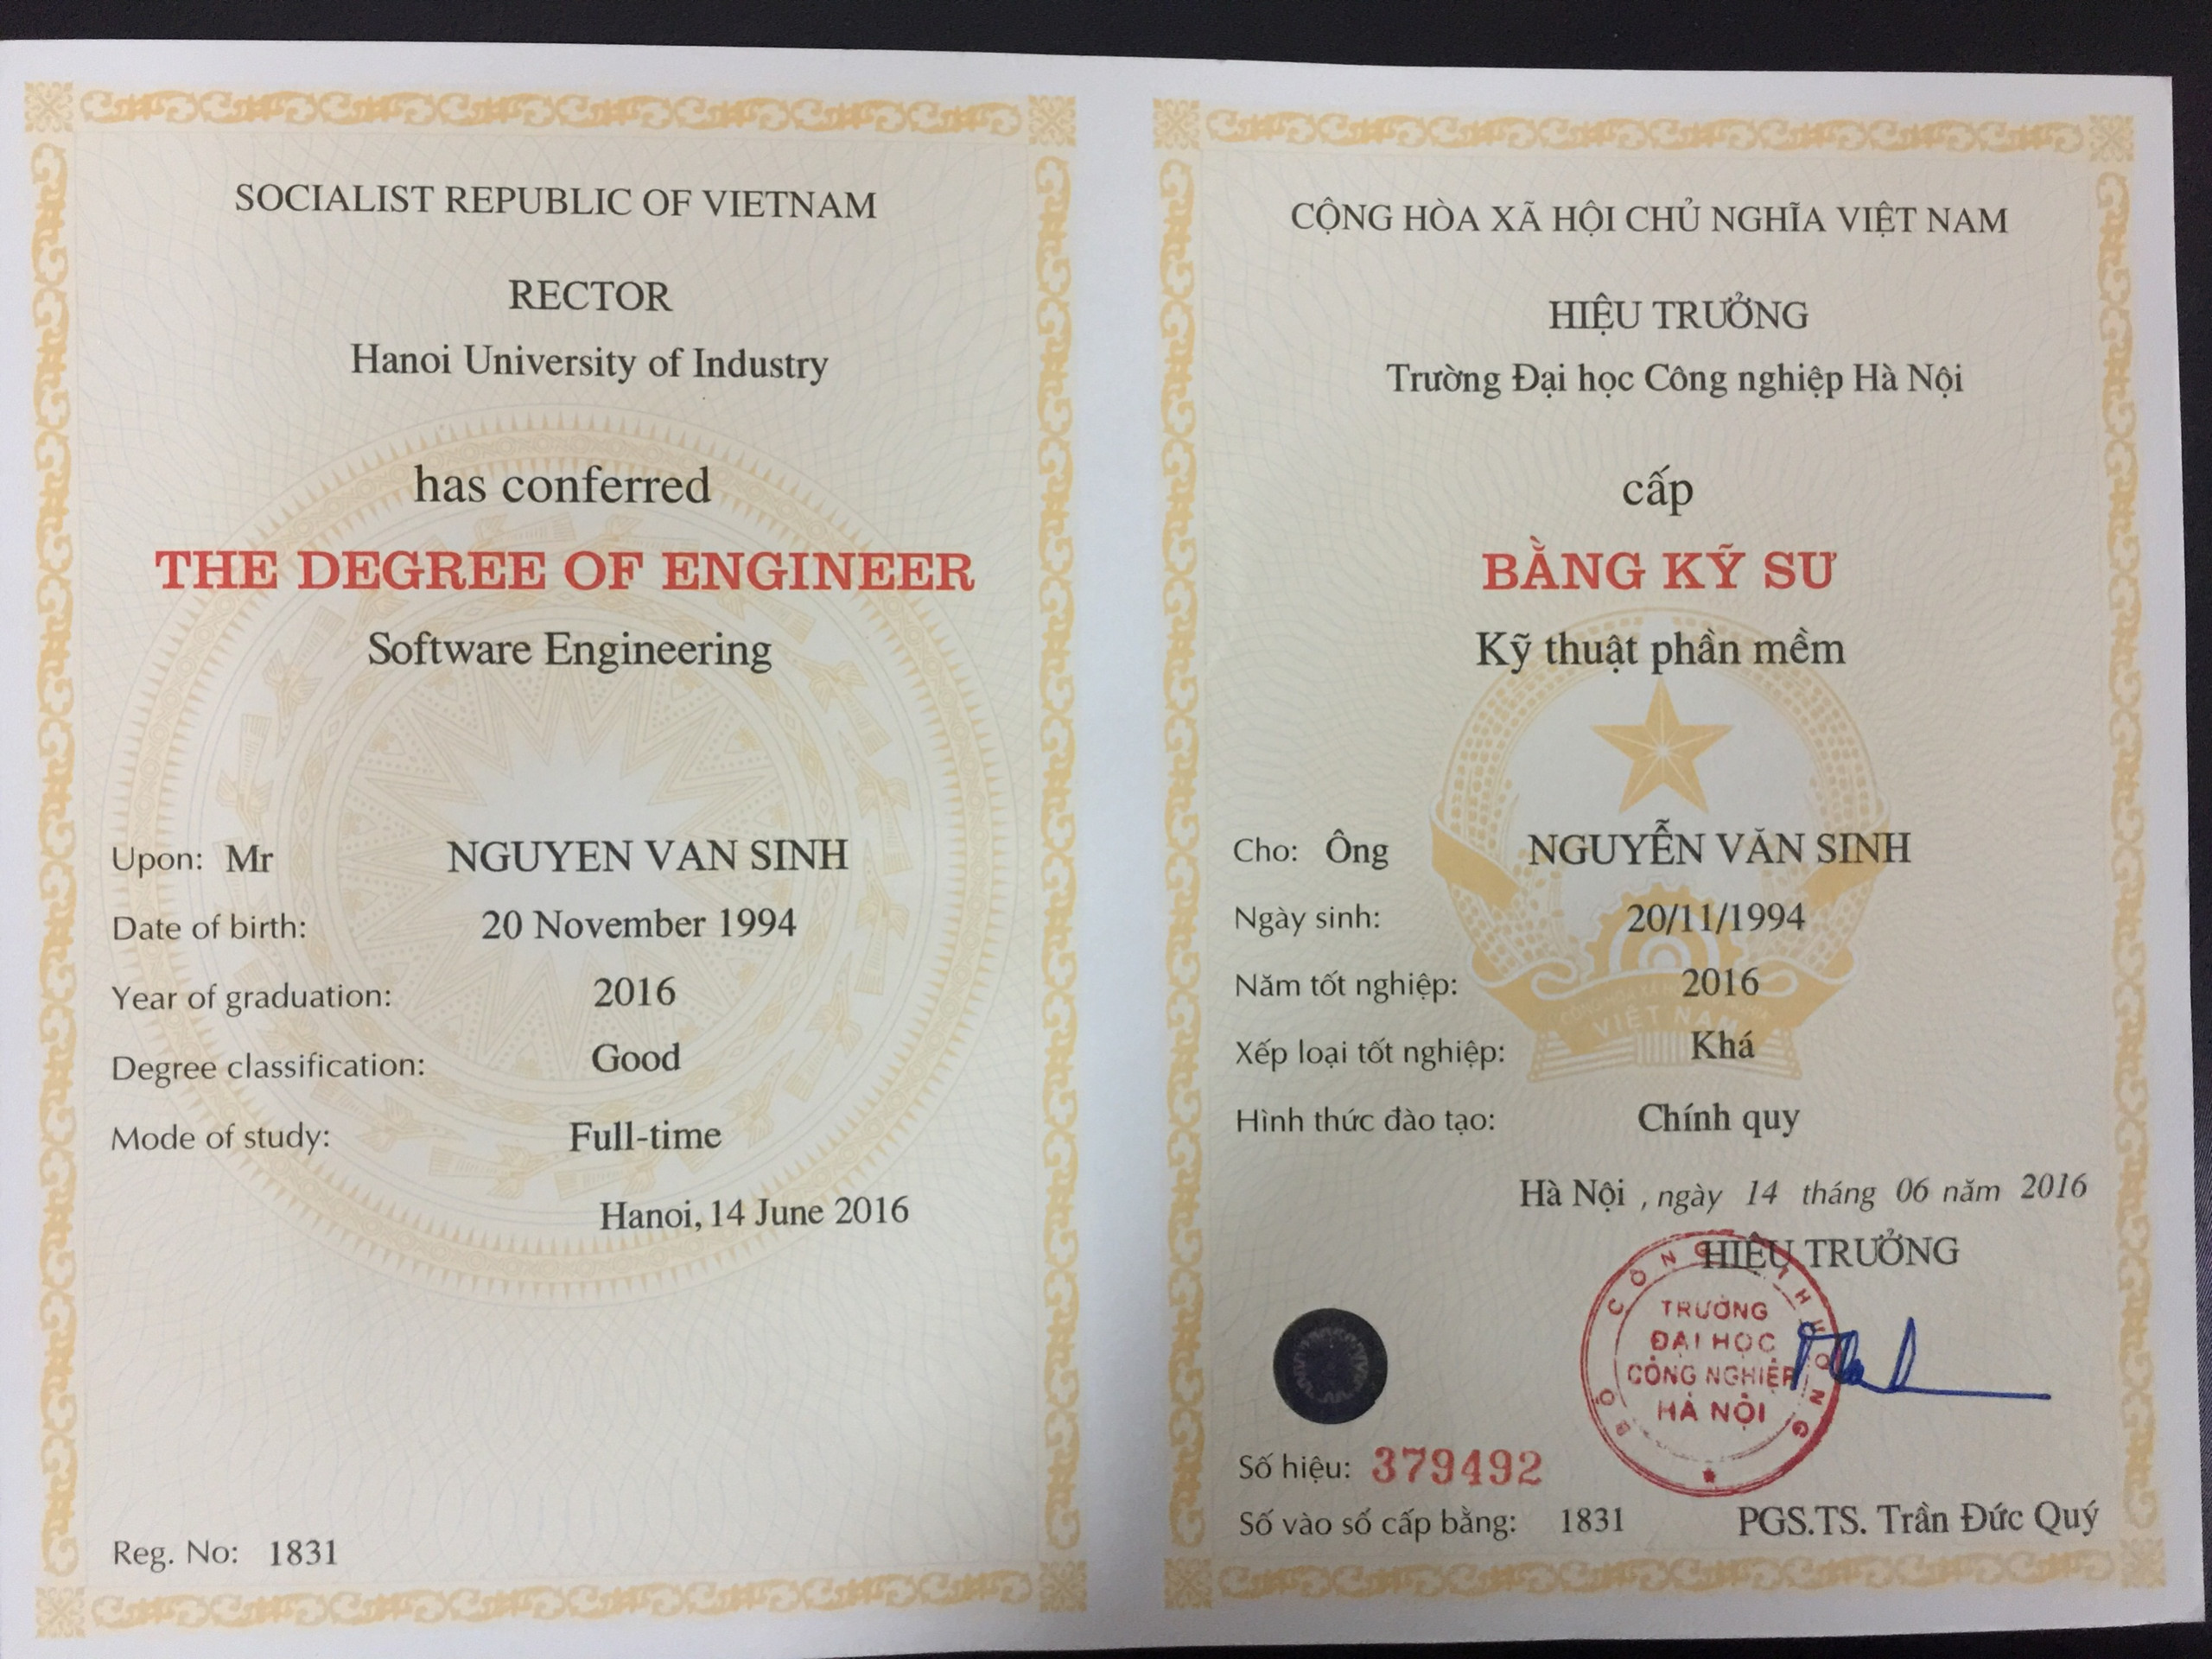 SOCIALIST REPUBLIC OF VIETNAM
RECTOR
Hanoi University of Industry
has conferred
THE DEGREE OF ENGINEER
Software Engineering
Upon: Mr NGUYEN VAN SINH
Date of birth: 20 November 1994
Year of graduation: 2016
Degree classification: Good
Mode of study: Full-time
Hanoi, 14 June 2016
Reg. No: 1831
CỘNG HÒA XÃ HỘI CHỦ NGHĨA VIỆT NAM
HIỆU TRƯỞNG
Trường Đại học Công nghiệp Hà Nội
cấp
BẰNG KỸ SƯ
Kỹ thuật phần mềm
Cho: Ông NGUYỄN VĂN SINH
Ngày sinh: 20/11/1994
Năm tốt nghiệp: 2016
VIỆT NAM
Xếp loại tốt nghiệp: Khá
Hình thức đào tạo: Chính quy
Hà Nội , ngày 14 tháng 06 năm 2016
HIỆU TRƯỞNG
BỘ CÔNG THƯƠNG
TRƯỜNG
ĐẠI HỌC
CÔNG NGHIỆP
HÀ NỘI
Số hiệu: 379492
Số vào sổ cấp bằng: 1831
PGS.TS. Trần Đức Quý